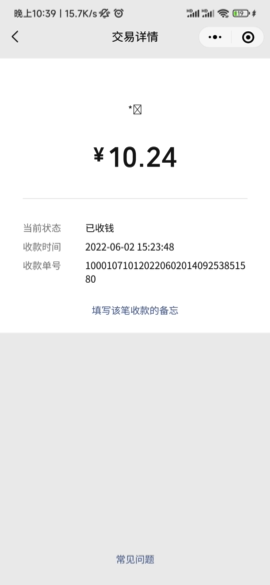 晚上10:39 | 15.7K/s
交易详情
*
¥10.24
当前状态 已收钱
收款时间 2022-06-02 15:23:48
收款单号 10001071012022060201409253851580
填写该笔收款的备忘
常见问题